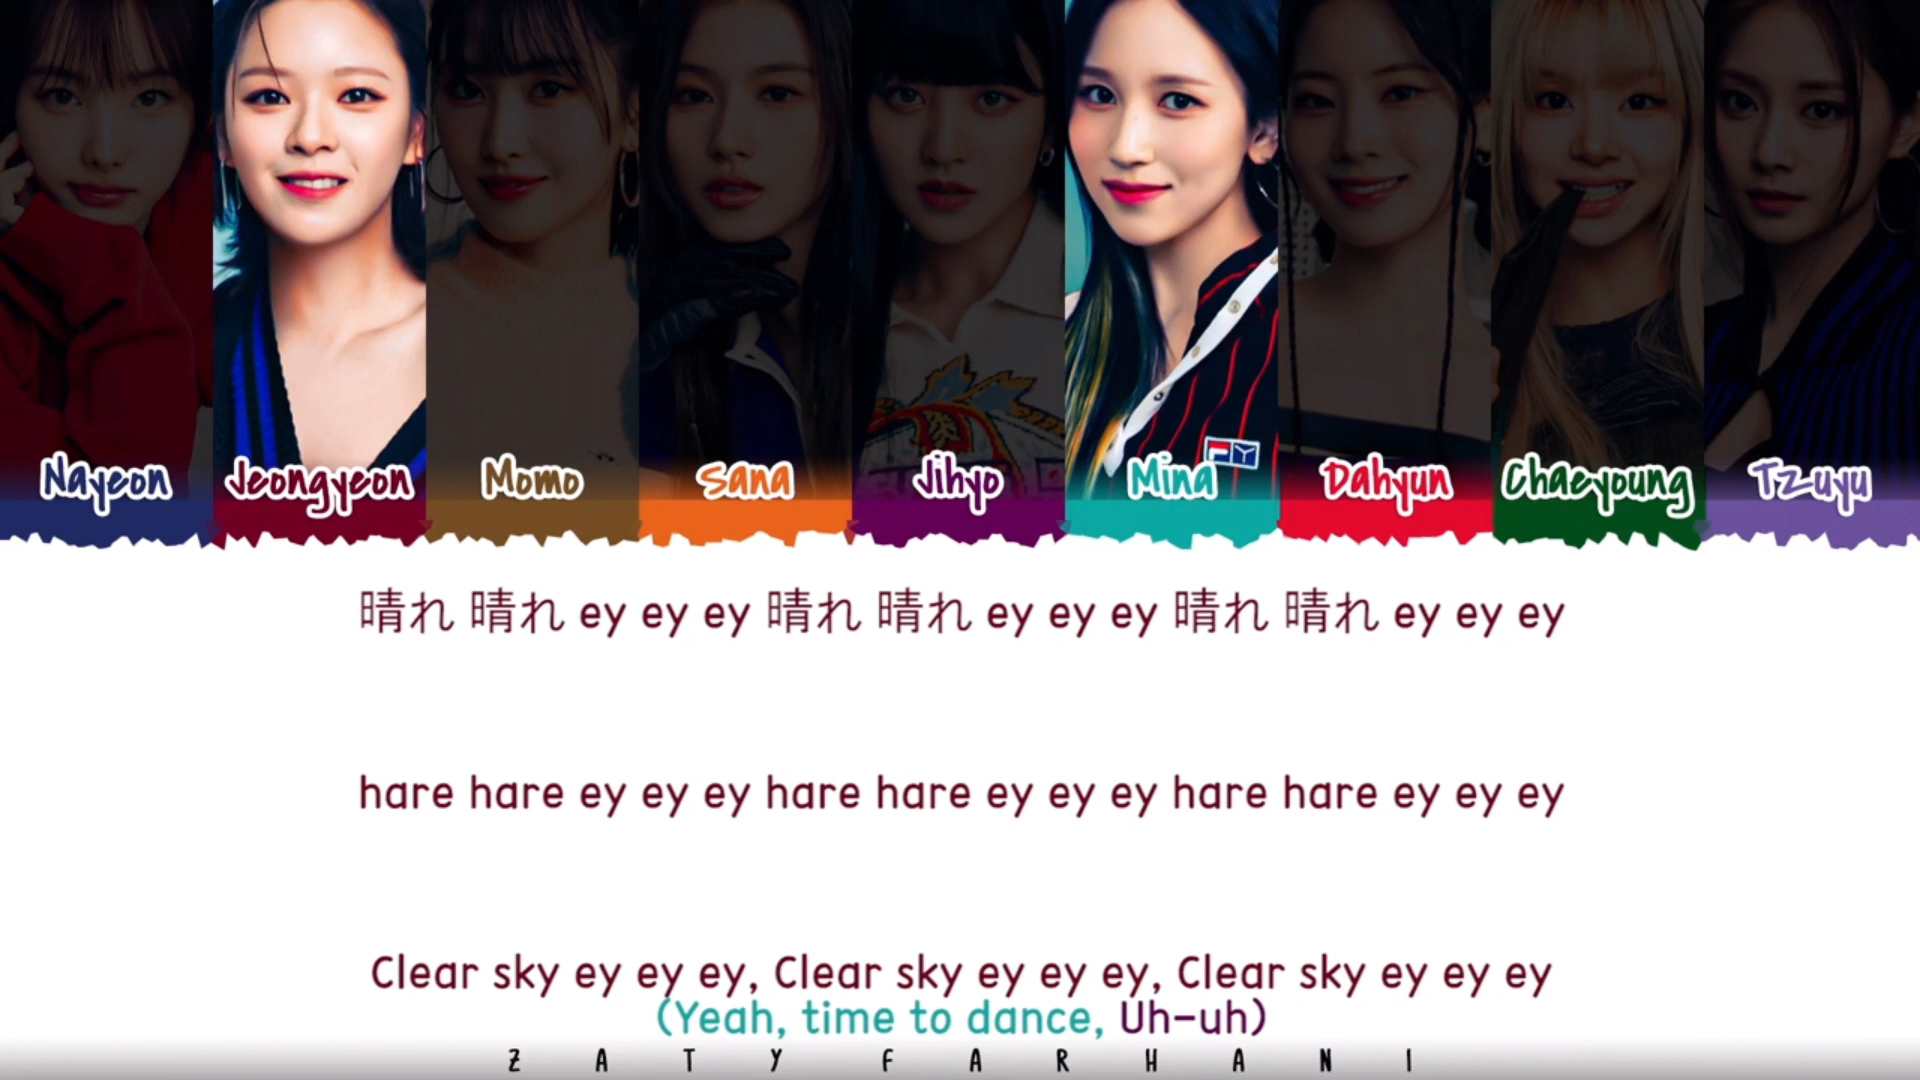 Nayeon Jeongyeon Momo Sana Jihyo Mina Dahyun Chaeyoung Tzuyu
晴れ 晴れ ey ey ey 晴れ 晴れ ey ey ey 晴れ 晴れ ey ey ey
hare hare ey ey ey hare hare ey ey ey hare hare ey ey ey
Clear sky ey ey ey, Clear sky ey ey ey, Clear sky ey ey ey
(Yeah, time to dance, Uh-uh)
ZATY FARHANI